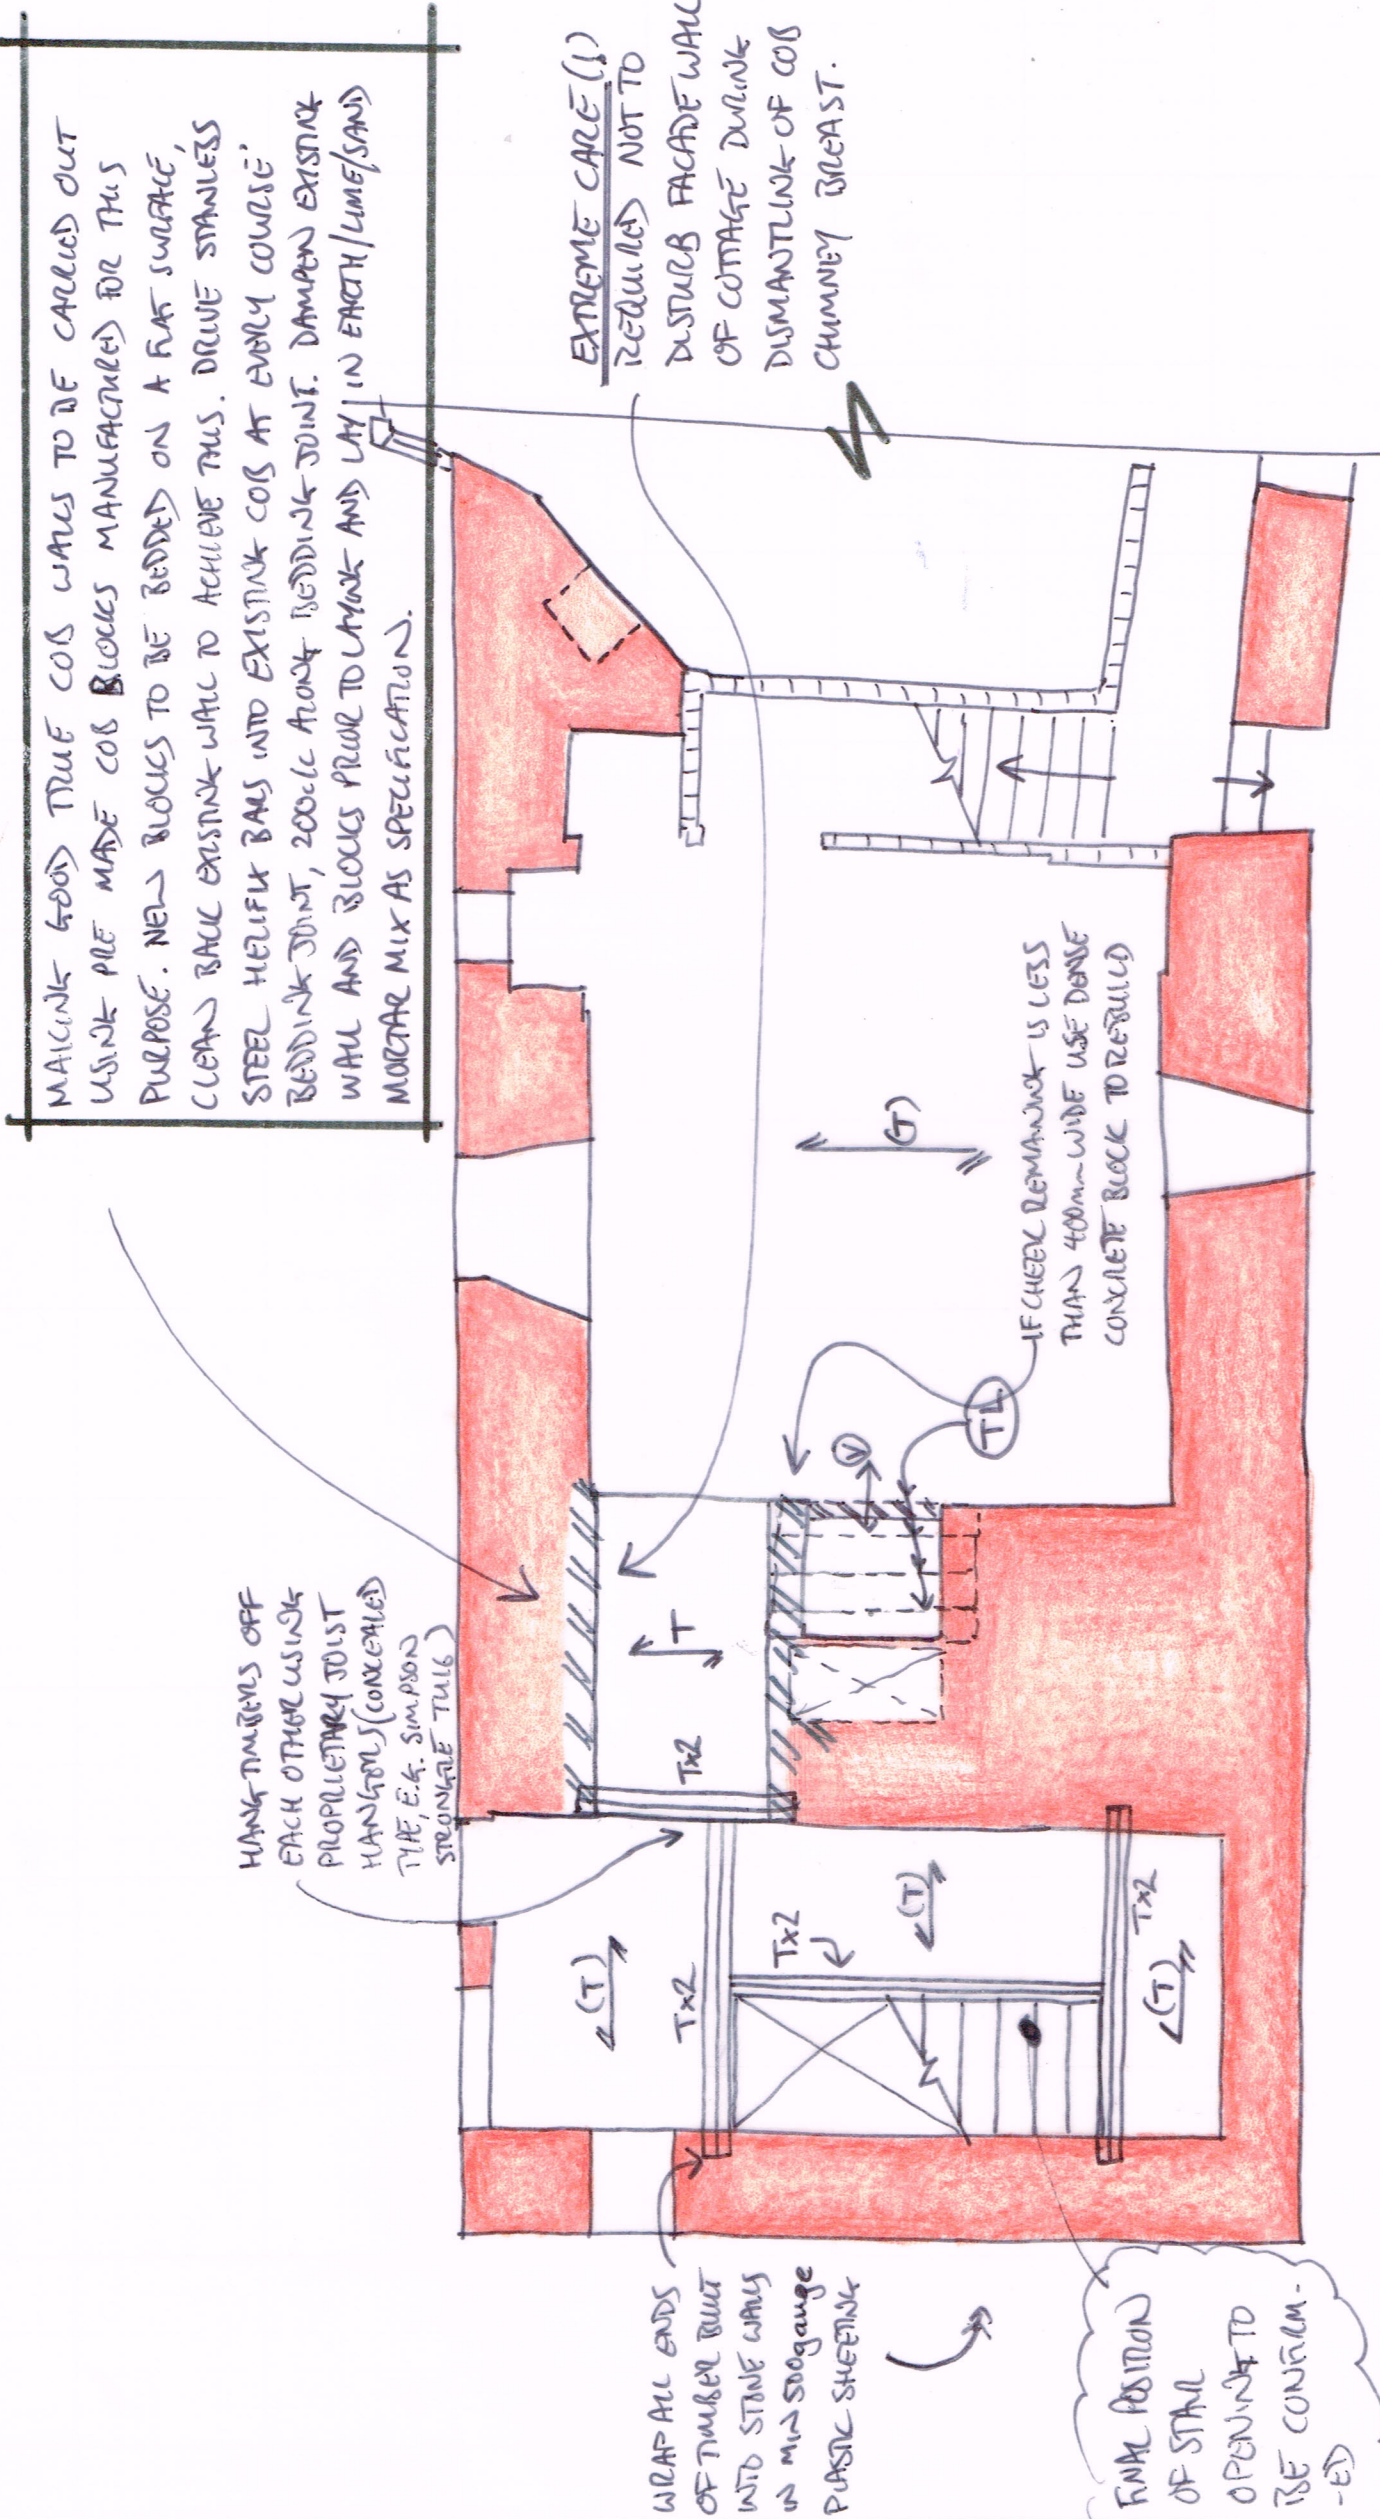 MAKING GOOD TRUE COB WALLS TO BE CARRIED OUT
USING PRE MADE COB BLOCKS MANUFACTURED FOR THIS
PURPOSE. NEW BLOCKS TO BE BEDDED ON A FLAT SURFACE,
CLEAN BACK EXISTING WALL TO ACHIEVE THIS. DRIVE STAINLESS
STEEL HELIFIX BARS INTO EXISTING COB AT EVERY COURSE
BEDDING JOINT, 200c/c ALONG BEDDING JOINT. DAMPEN EXISTING
WALL AND BLOCKS PRIOR TO LAYING AND LAY IN EARTH/LIME/SAND
MORTAR MIX AS SPECIFICATION.
EXTREME CARE (!)
REQUIRED NOT TO
DISTURB FACADE WALL
OF COTTAGE DURING
DISMANTLING OF COB
CHIMNEY BREAST.
HANG TIMBERS OFF
EACH OTHER USING
PROPRIETARY JOIST
HANGERS (CONCEALED
TYPE, E.G. SIMPSON
STRONGTIE TU16)
IF CHEEK REMAINING IS LESS
THAN 400mm WIDE USE DENSE
CONCRETE BLOCK TO REBUILD
(T)
TL
V
T
Tx2
(T)
Tx2
Tx2
(T)
Tx2
(T)
WRAP ALL ENDS
OF TIMBER BUILT
INTO STONE WALLS
IN MIN 500gauge
PLASTIC SHEETING
FINAL POSITION
OF STAIR
OPENING TO
BE CONFIRM-
-ED